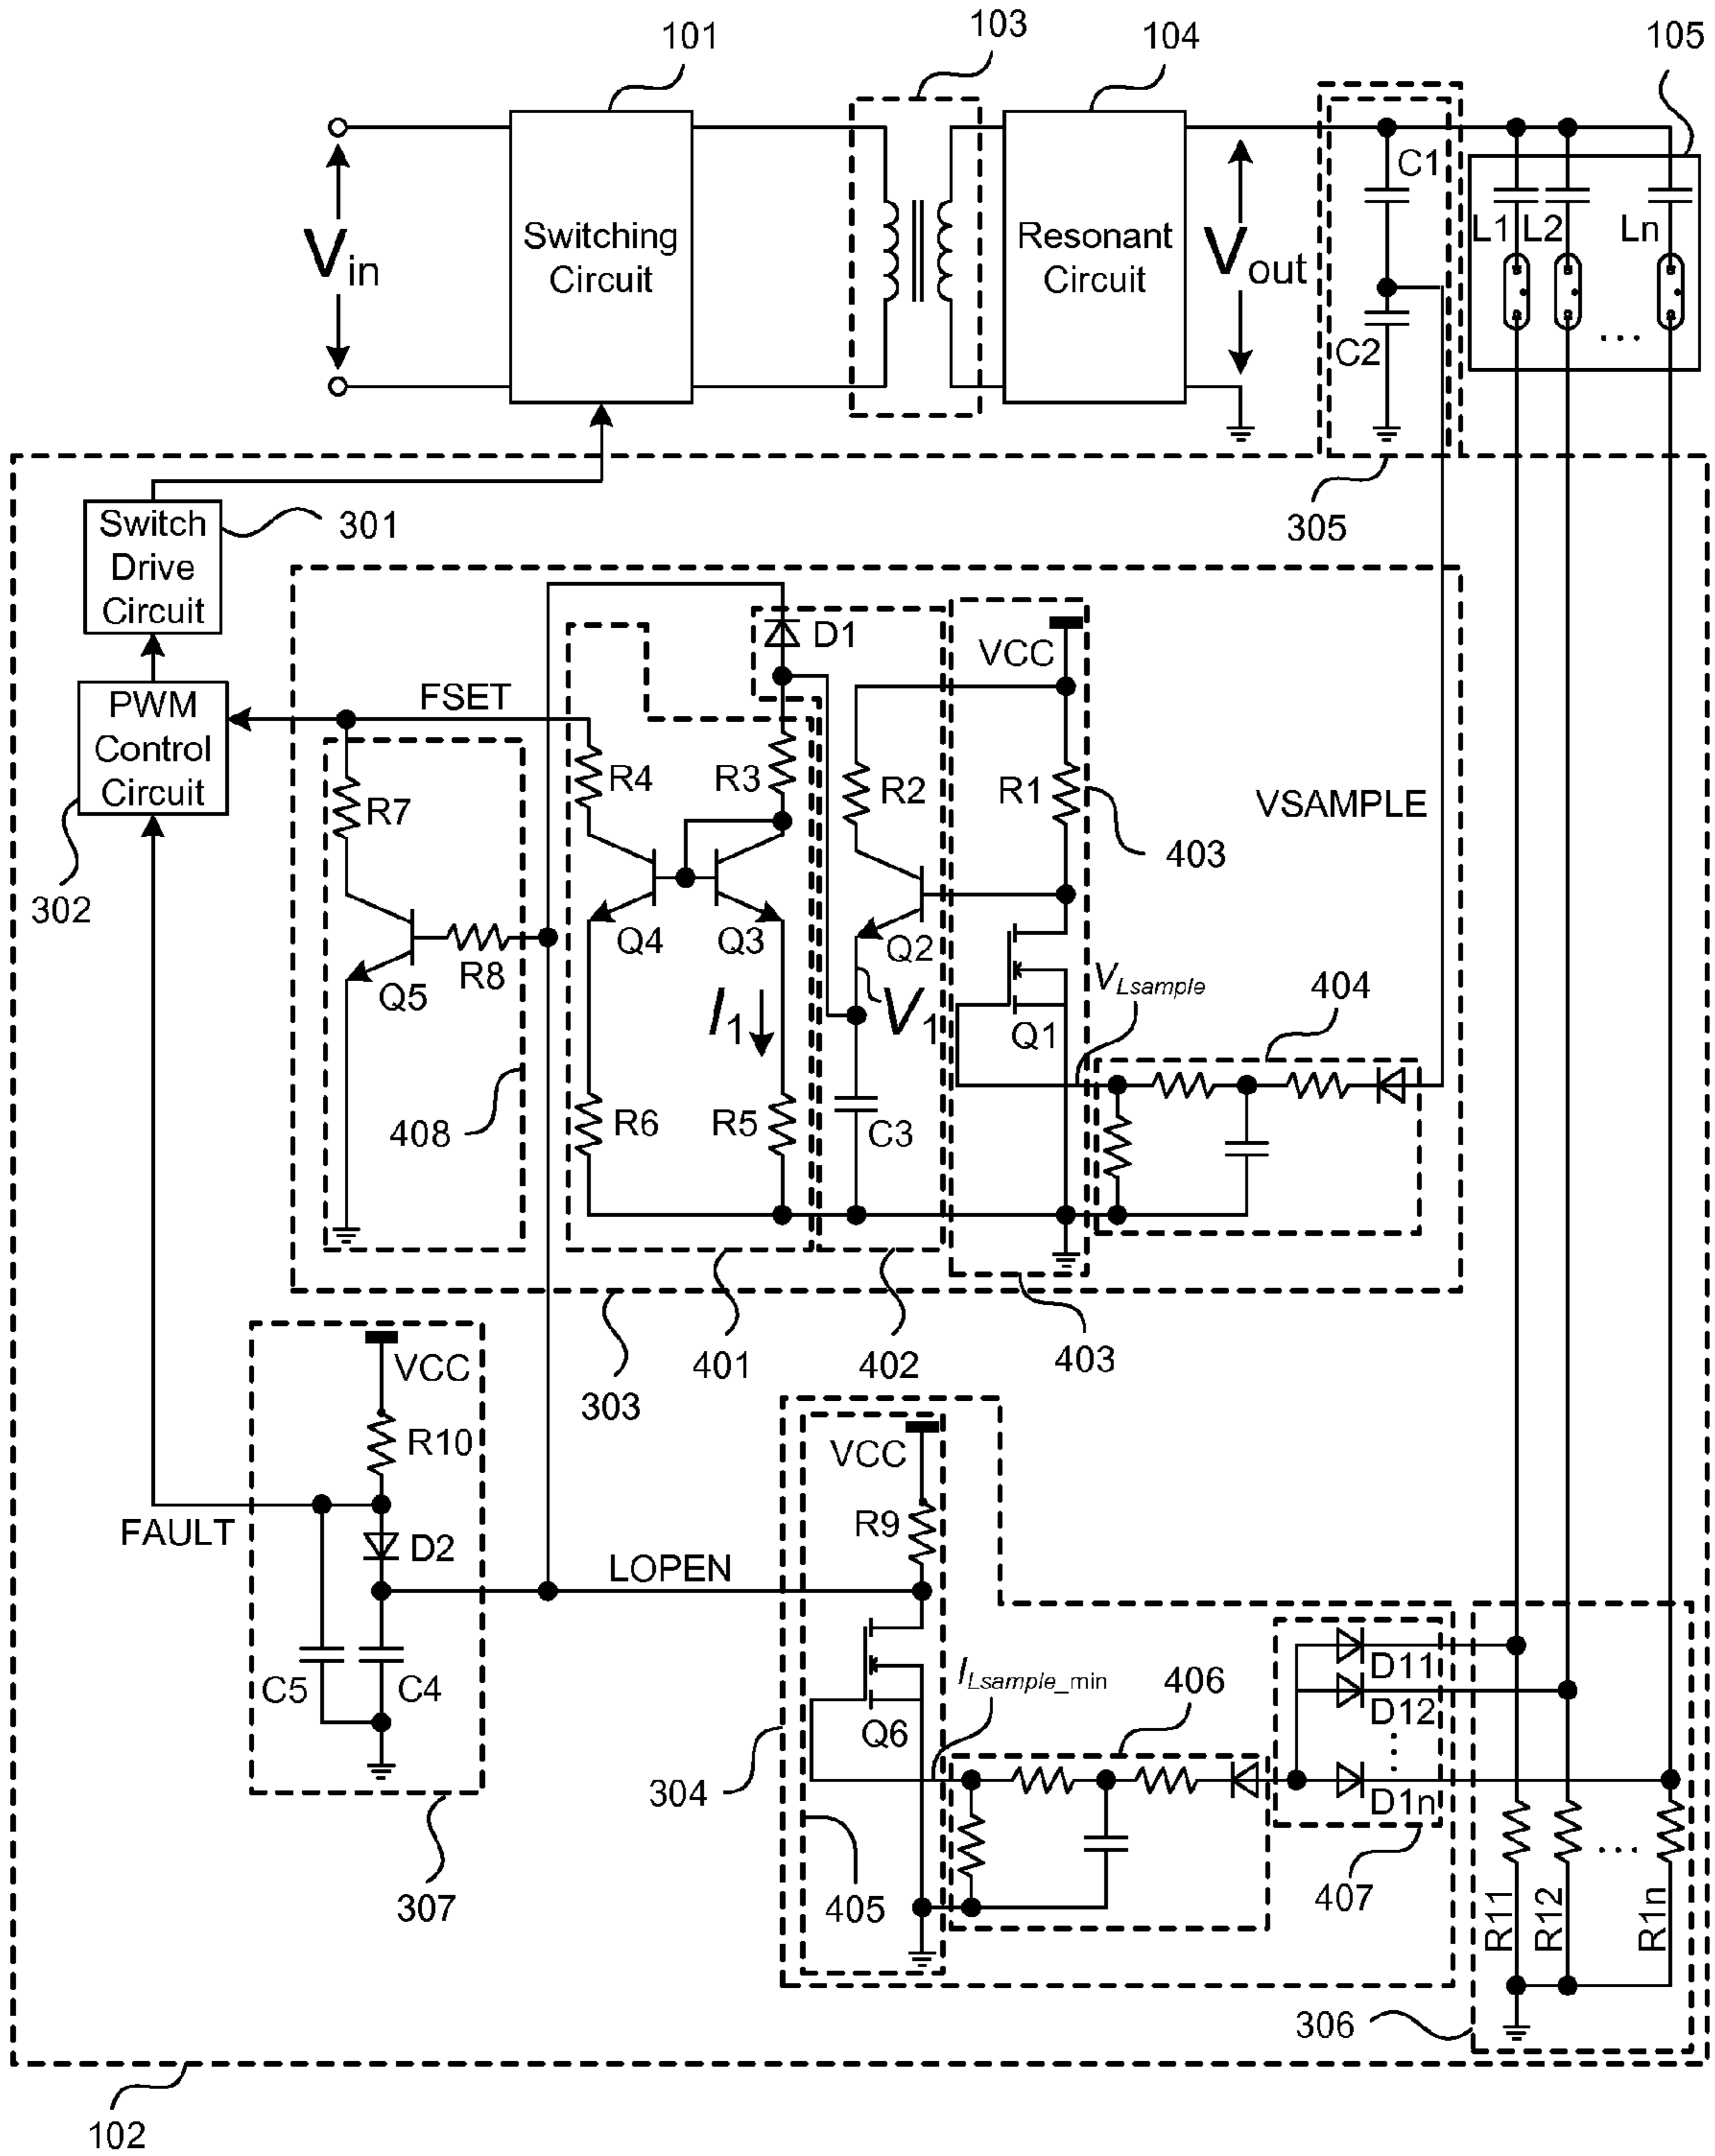 101
103
104
105
Vin
Switching
Circuit
Resonant
Circuit
Vout
C1
C2
L1
L2
Ln
...
305
Switch
Drive
Circuit
301
PWM
Control
Circuit
302
FSET
D1
VCC
R7
R4
R3
R2
R1
403
VSAMPLE
Q5
R8
Q4
Q3
Q2
I1
V1
Q1
VLsample
404
408
R6
R5
C3
401
402
403
303
VCC
R10
FAULT
D2
C5
C4
307
LOPEN
VCC
R9
Q6
ILsample_min
406
304
405
D11
D12
D1n
407
R11
R12
...
R1n
306
102